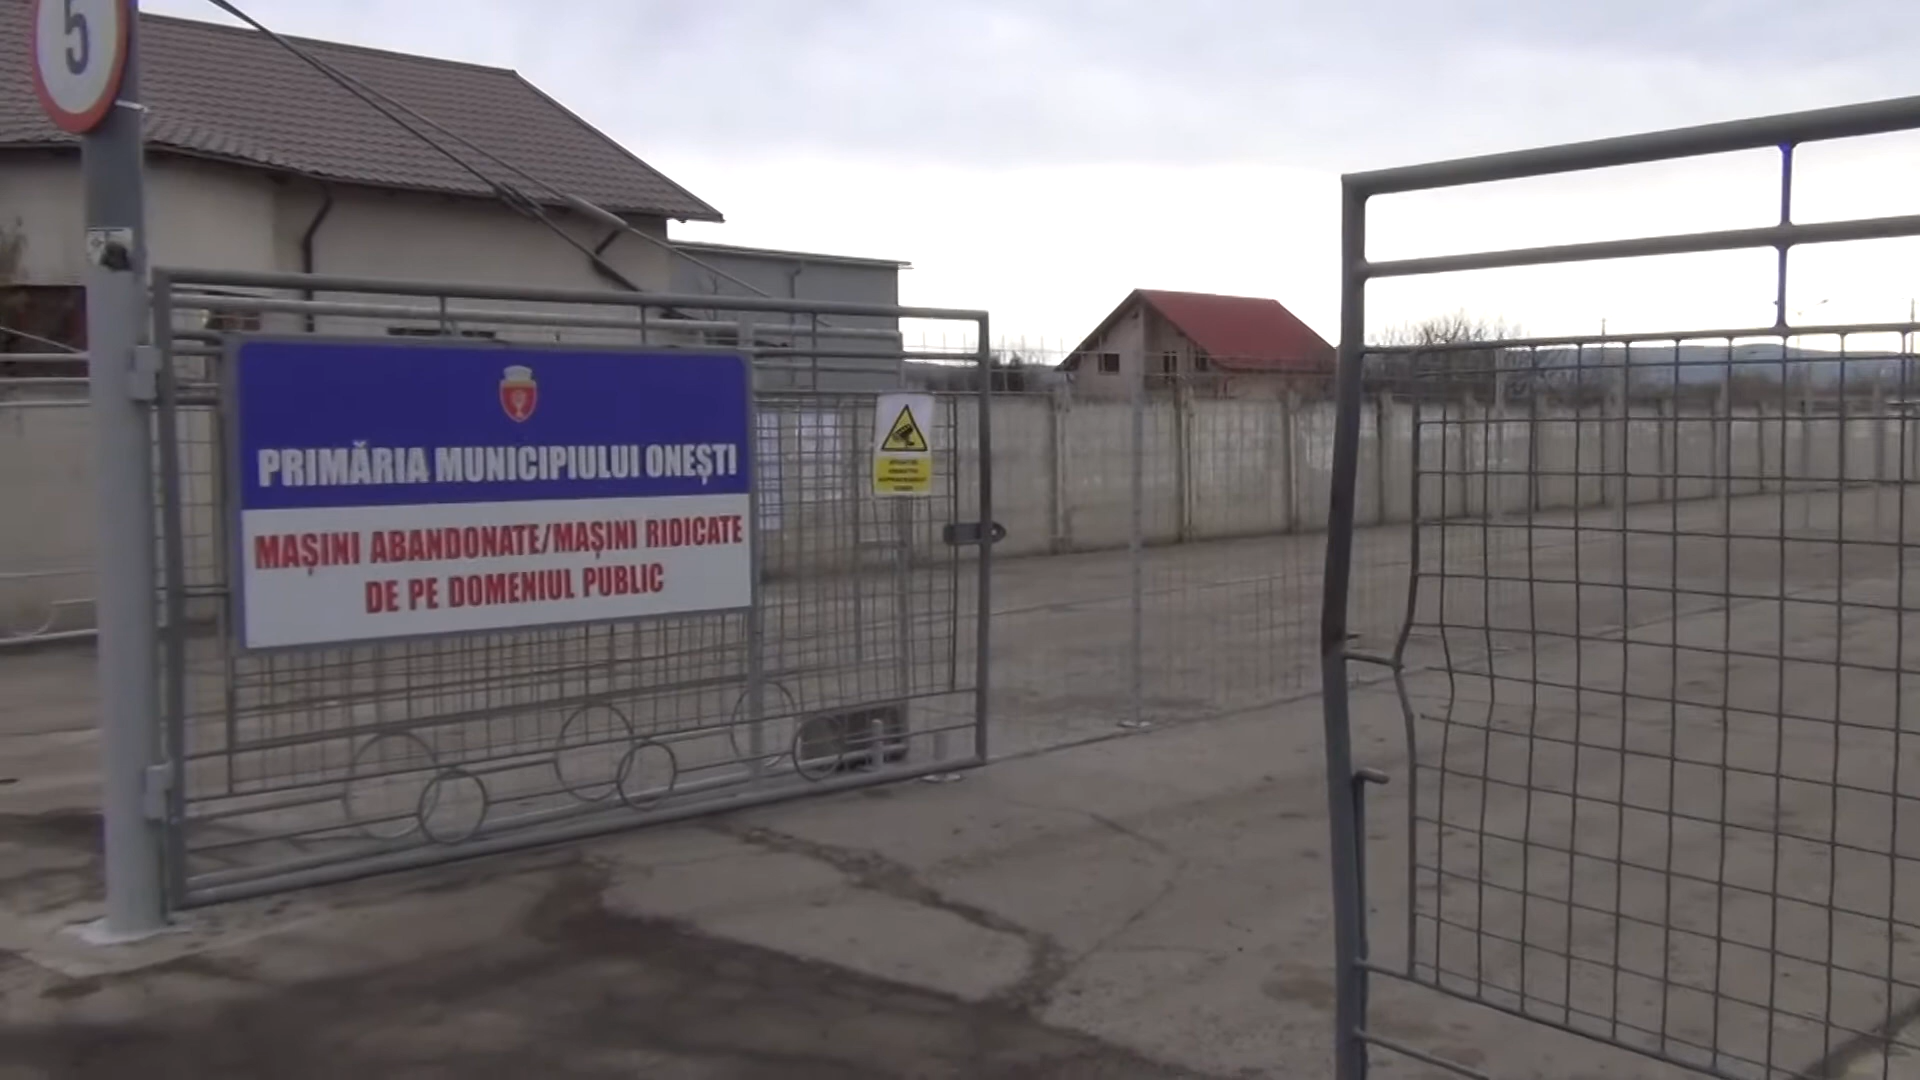 5
PRIMĂRIA MUNICIPIULUI ONEȘTI
MAȘINI ABANDONATE/MAȘINI RIDICATE
DE PE DOMENIUL PUBLIC